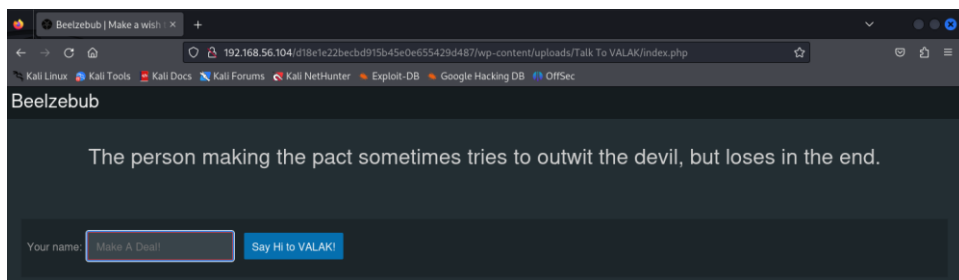 Beelzebub | Make a wish
192.168.56.104/d18e1e22becbd915b45e0e655429d487/wp-content/uploads/Talk To VALAK/index.php
Kali Linux Kali Tools Kali Docs Kali Forums Kali NetHunter Exploit-DB Google Hacking DB OffSec
Beelzebub
The person making the pact sometimes tries to outwit the devil, but loses in the end.
Your name: Make A Deal! Say Hi to VALAK!